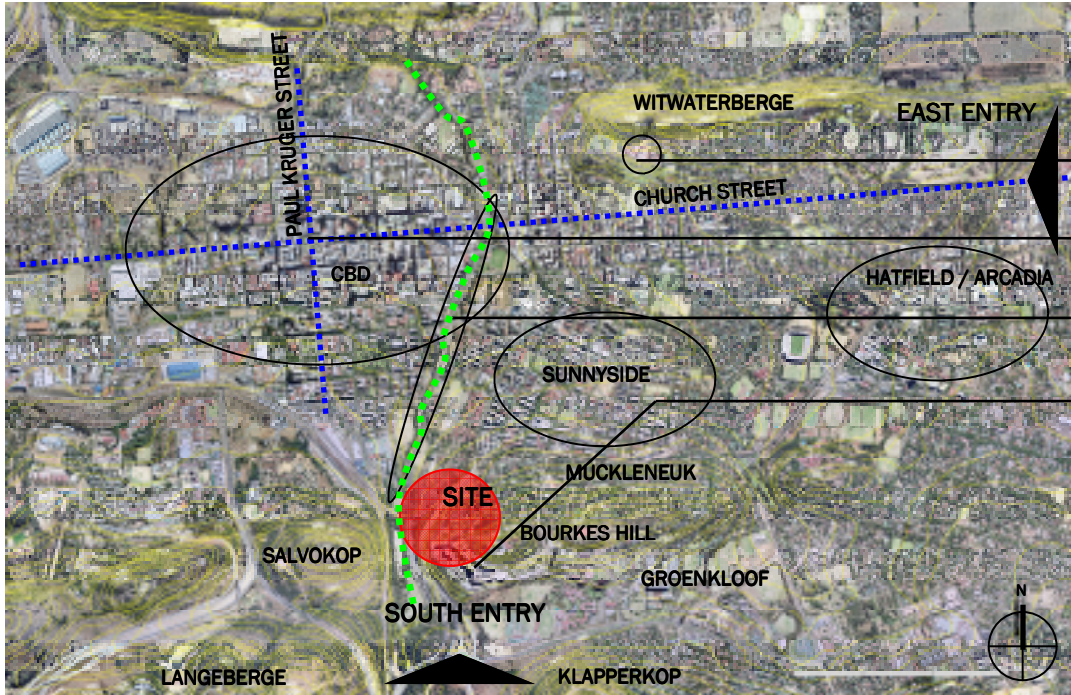 PAUL KRUGER STREET
WITWATERBERGE
EAST ENTRY
CHURCH STREET
CBD
HATFIELD / ARCADIA
SUNNYSIDE
MUCKLENEUK
SITE
BOURKES HILL
SALVOKOP
GROENKLOOF
N
SOUTH ENTRY
LANGEBERGE
KLAPPERKOP